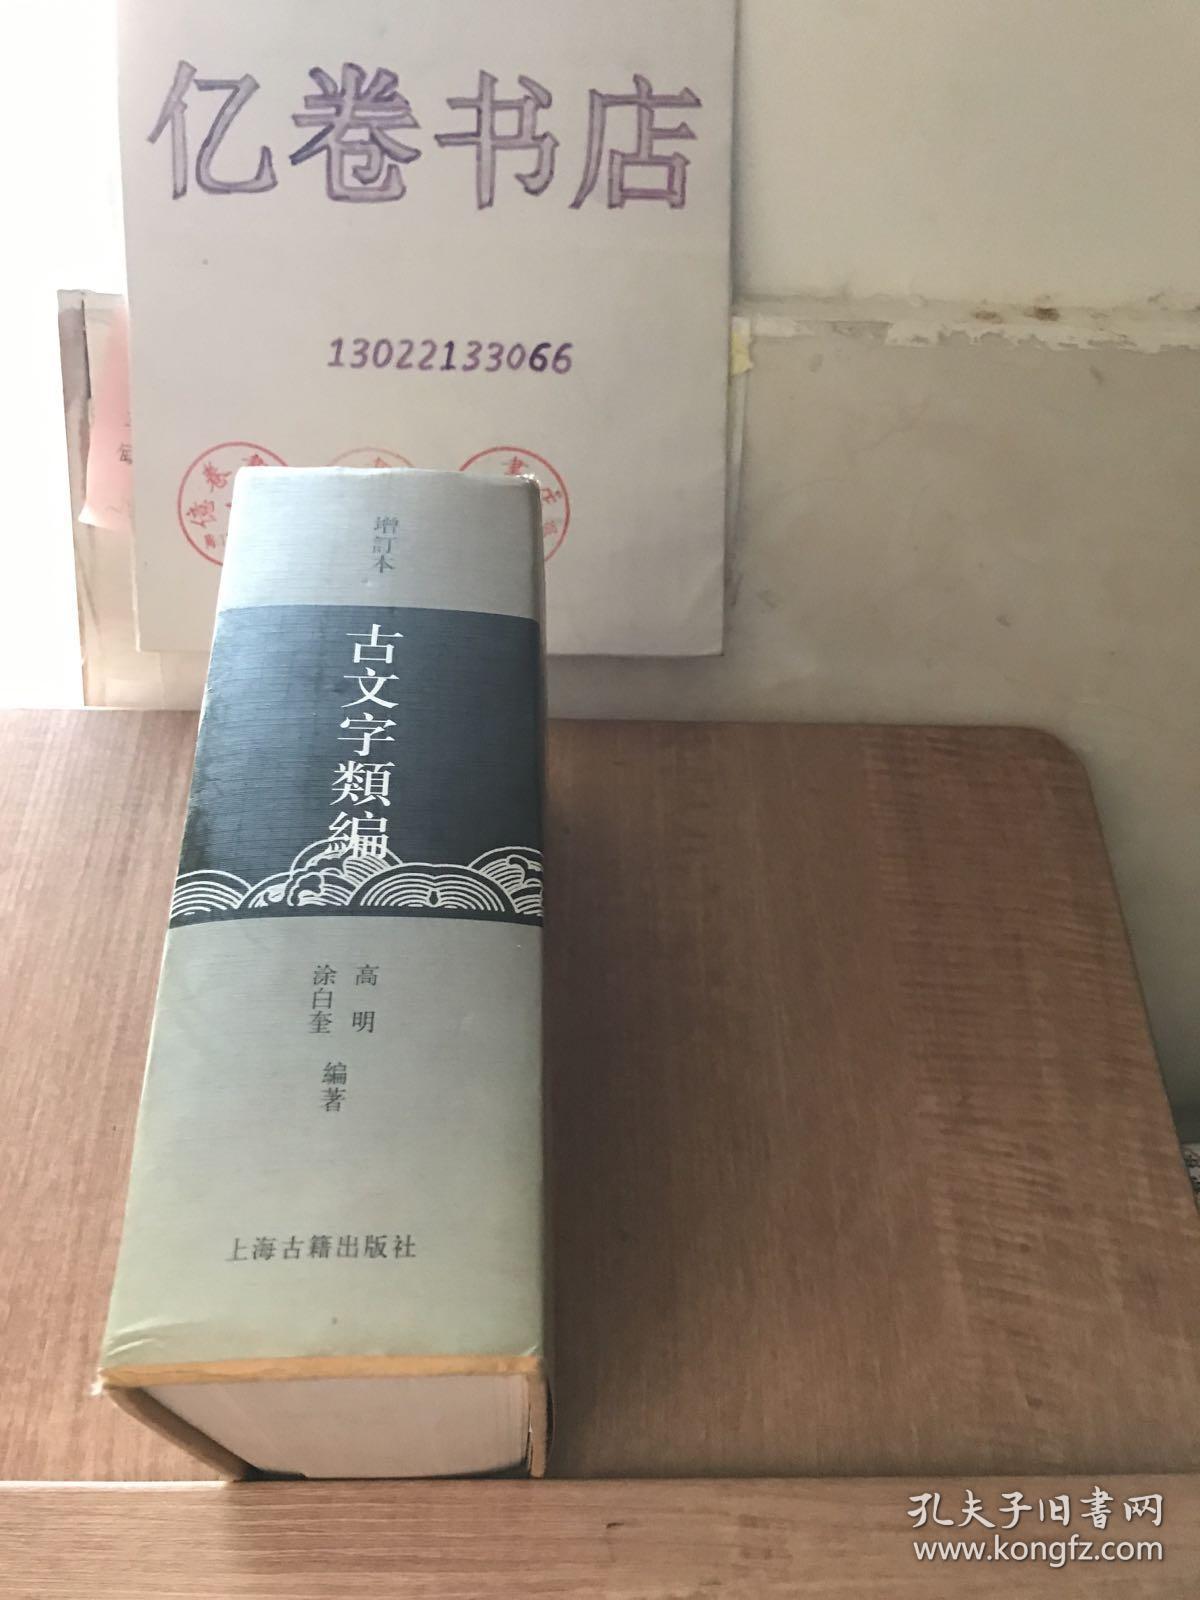 亿卷书店
13022133066
增訂本
古文字類編
高明
涂白奎
編著
上海古籍出版社
孔夫子旧書网
www.kongfz.com